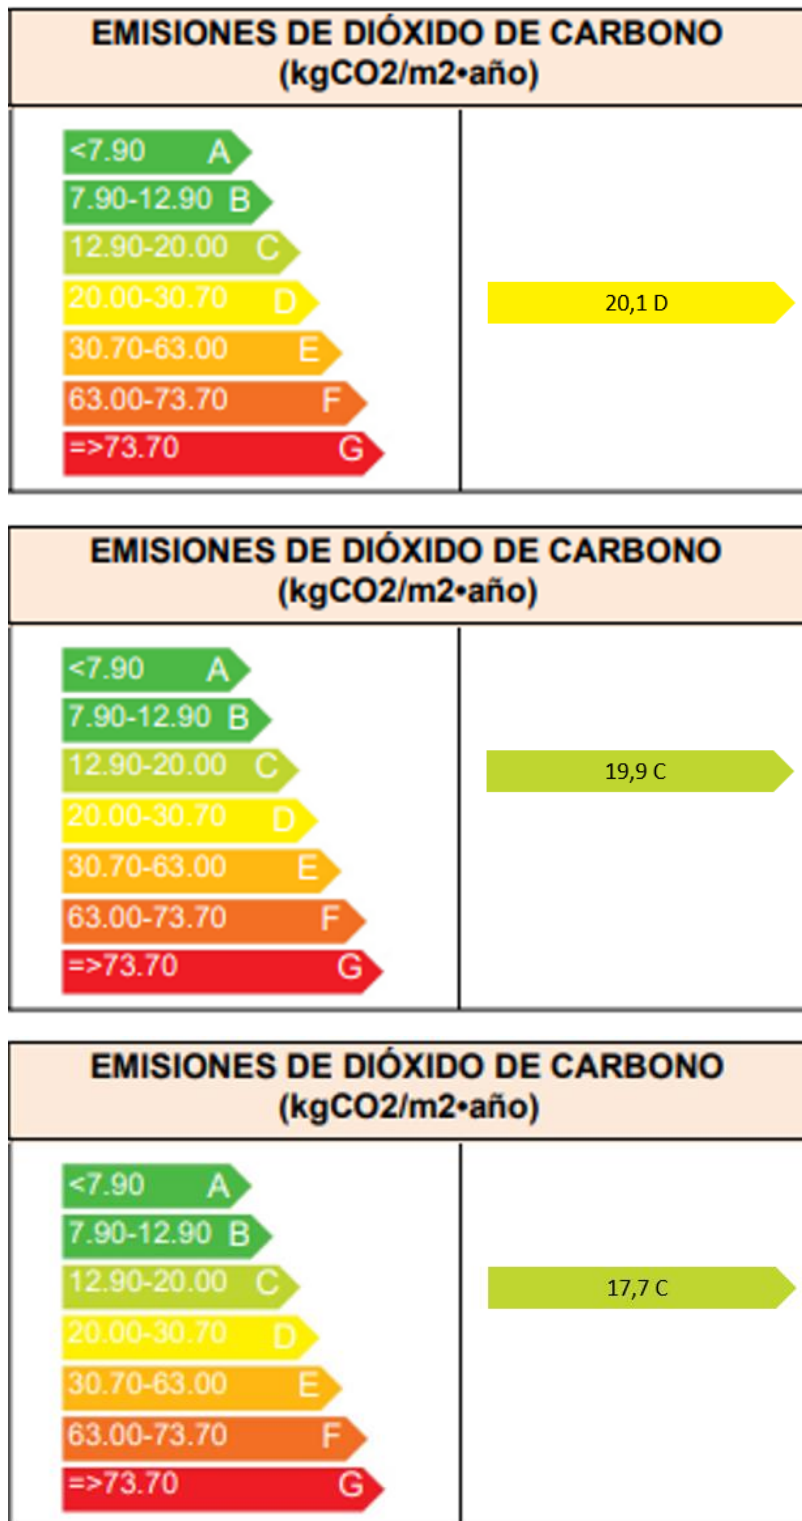 EMISIONES DE DIÓXIDO DE CARBONO
(kgCO2/m2•año)
<7.90 A
7.90-12.90 B
12.90-20.00 C
20.00-30.70 D
20,1 D
30.70-63.00 E
63.00-73.70 F
=>73.70 G
EMISIONES DE DIÓXIDO DE CARBONO
(kgCO2/m2•año)
<7.90 A
7.90-12.90 B
12.90-20.00 C
19,9 C
20.00-30.70 D
30.70-63.00 E
63.00-73.70 F
=>73.70 G
EMISIONES DE DIÓXIDO DE CARBONO
(kgCO2/m2•año)
<7.90 A
7.90-12.90 B
12.90-20.00 C
17,7 C
20.00-30.70 D
30.70-63.00 E
63.00-73.70 F
=>73.70 G